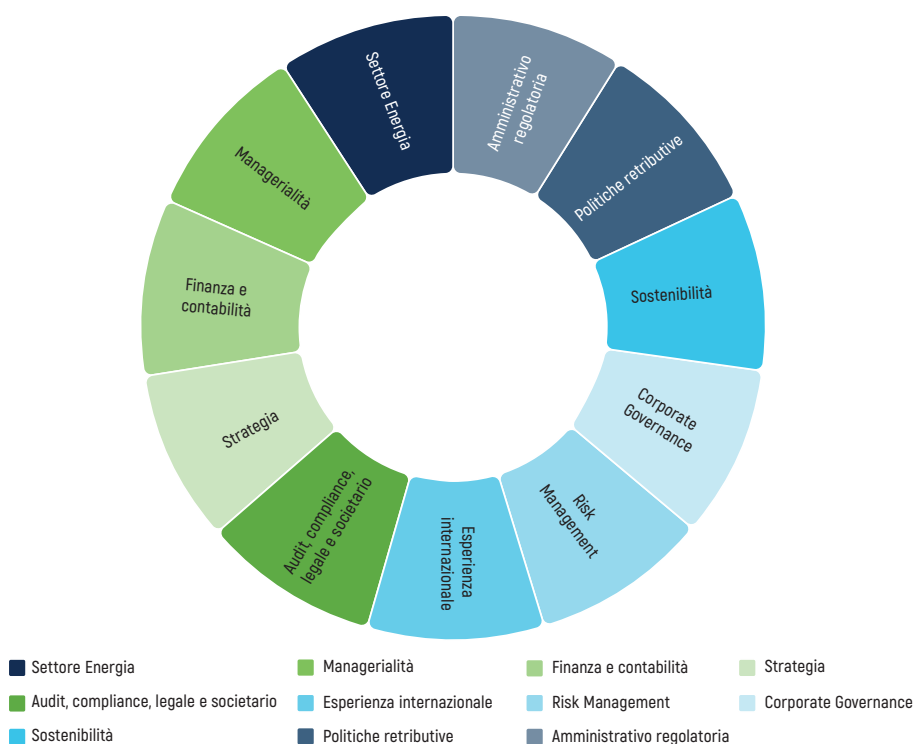 Settore Energia
Amministrativo
regolatoria
Politiche retributive
Sostenibilità
Corporate
Governance
Risk
Management
Esperienza
internazionale
Audit, compliance,
legale e societario
Strategia
Finanza e
contabilità
Managerialità
Settore Energia
Managerialità
Finanza e contabilità
Strategia
Audit, compliance, legale e societario
Esperienza internazionale
Risk Management
Corporate Governance
Sostenibilità
Politiche retributive
Amministrativo regolatoria